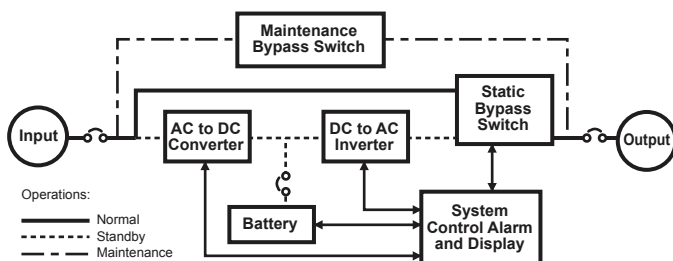 Maintenance
Bypass Switch
Static
Bypass
Switch
Input
AC to DC
Converter
DC to AC
Inverter
Output
Operations:
Normal
Standby
Maintenance
Battery
System
Control Alarm
and Display